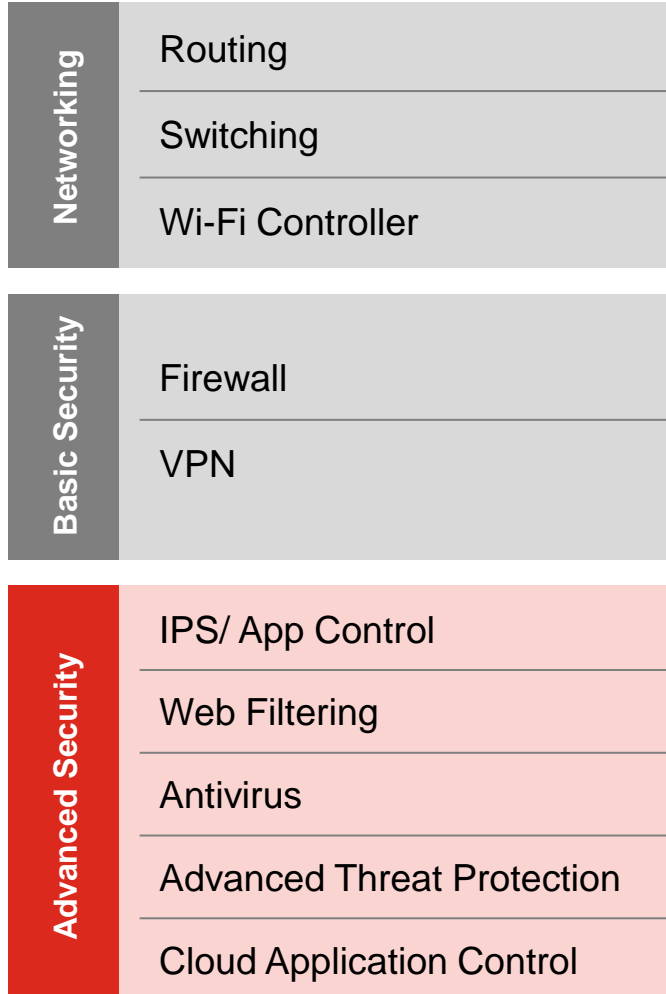 Networking
Routing
Switching
Wi-Fi Controller
Basic Security
Firewall
VPN
Advanced Security
IPS/ App Control
Web Filtering
Antivirus
Advanced Threat Protection
Cloud Application Control